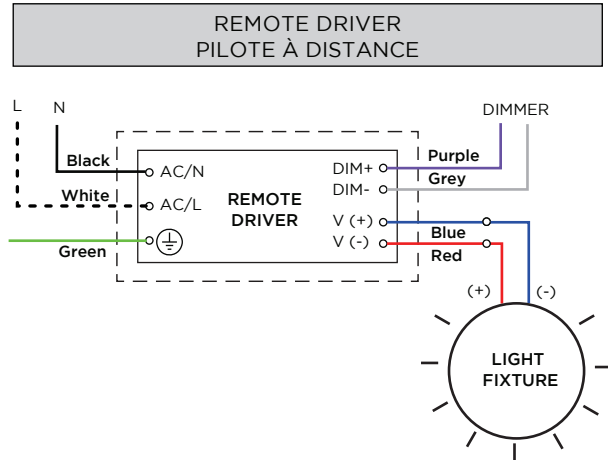 REMOTE DRIVER
PILOTE À DISTANCE
L N DIMMER
Black AC/N DIM+ Purple
DIM- Grey
White AC/L REMOTE
DRIVER V (+) Blue
Green V (-) Red
(+) (-)
LIGHT
FIXTURE